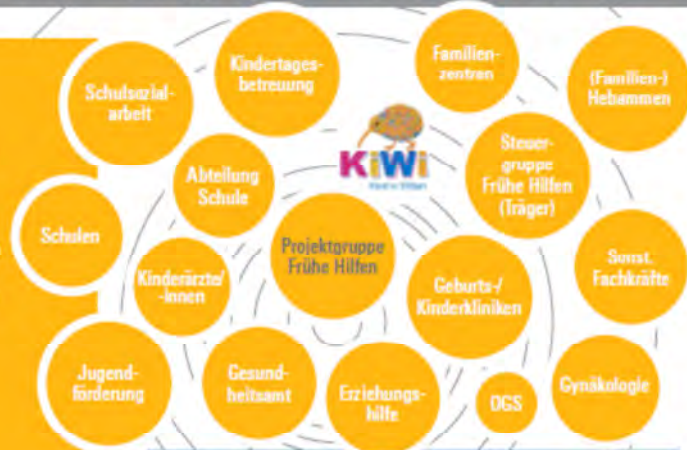 Schulsozial-
arbeit
Kindertages-
betreuung
Familien-
zentren
(Familien-)
Hebammen
Abteilung
Schule
KiWi
Steuer-
gruppe
Frühe Hilfen
(Träger)
Schulen
Projektgruppe
Frühe Hilfen
Kinderärzte/
-innen
Geburts-/
Kinderkliniken
Sonst.
Fachkräfte
Jugend-
förderung
Gesund-
heitsamt
Erziehungs-
hilfe
OGS
Gynäkologie